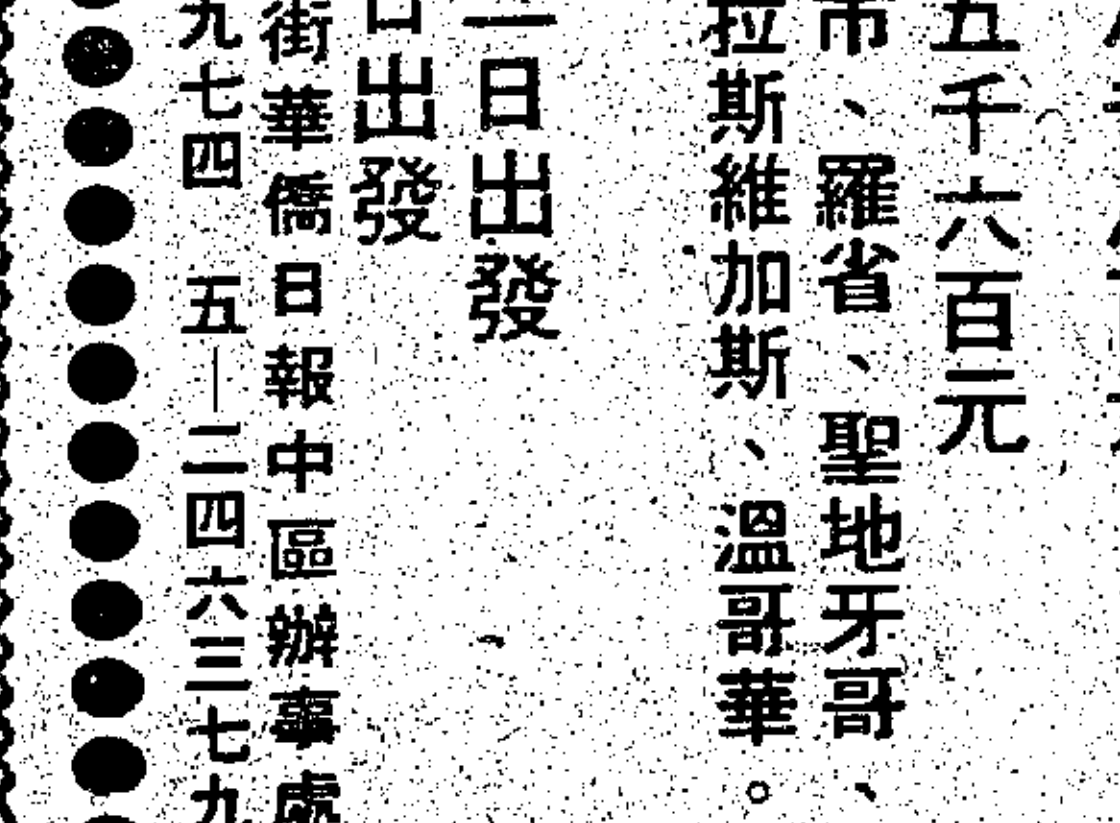 五千六百元
市、羅省、聖地牙哥、
拉斯維加斯、溫哥華。
日出發
日出發
街華僑日報中區辦事處
九七四 五—二四六三七九